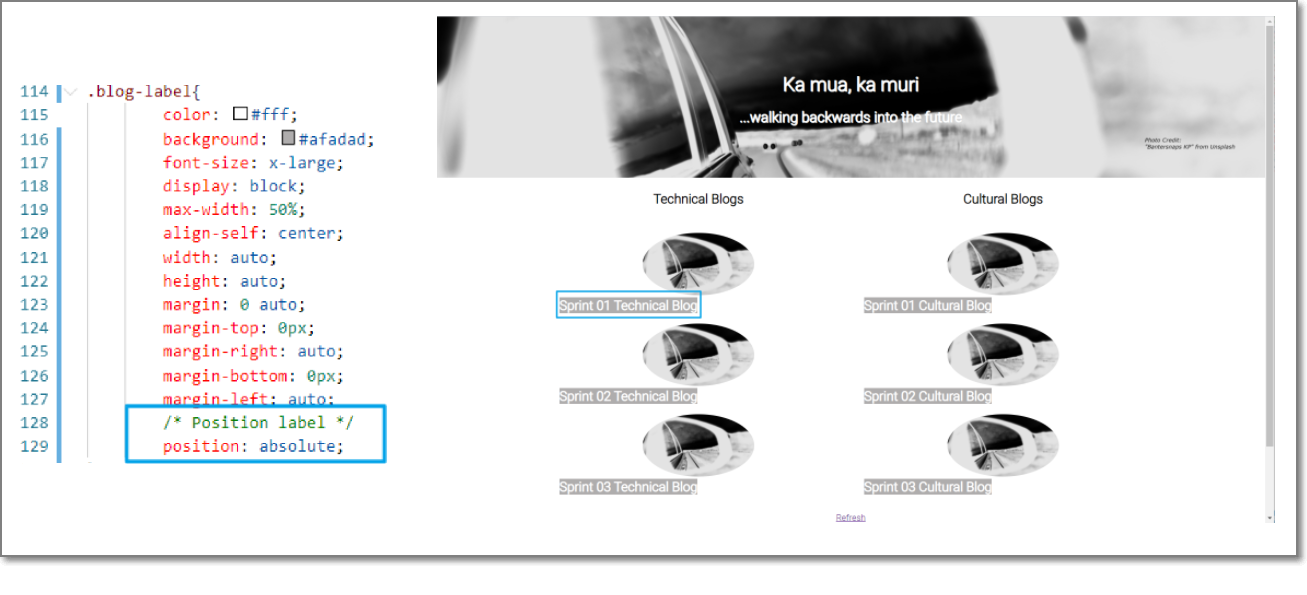 114 .blog-label{
115 color: #fff;
116 background: #afadad;
117 font-size: x-large;
118 display: block;
119 max-width: 50%;
120 align-self: center;
121 width: auto;
122 height: auto;
123 margin: 0 auto;
124 margin-top: 0px;
125 margin-right: auto;
126 margin-bottom: 0px;
127 margin-left: auto;
128 /* Position label */
129 position: absolute;
Ka mua, ka muri
...walking backwards into the future
Photo Credit:
"Bantersnaps KP" from Unsplash
Technical Blogs
Cultural Blogs
Sprint 01 Technical Blog
Sprint 01 Cultural Blog
Sprint 02 Technical Blog
Sprint 02 Cultural Blog
Sprint 03 Technical Blog
Sprint 03 Cultural Blog
Refresh